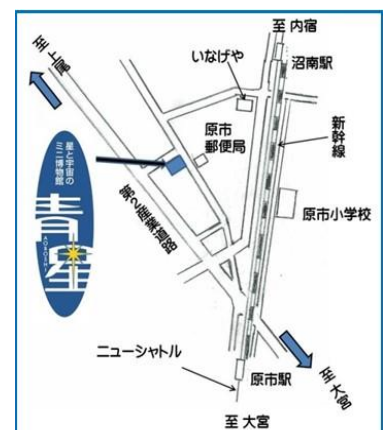 至 内宿
沼南駅
至 上尾
いなげや
新幹線
原市
郵便局
星と宇宙の
ミニ博物館
青星
AOBOSHI
第2産業道路
原市小学校
ニューシャトル
原市駅
至 大宮
至 大宮